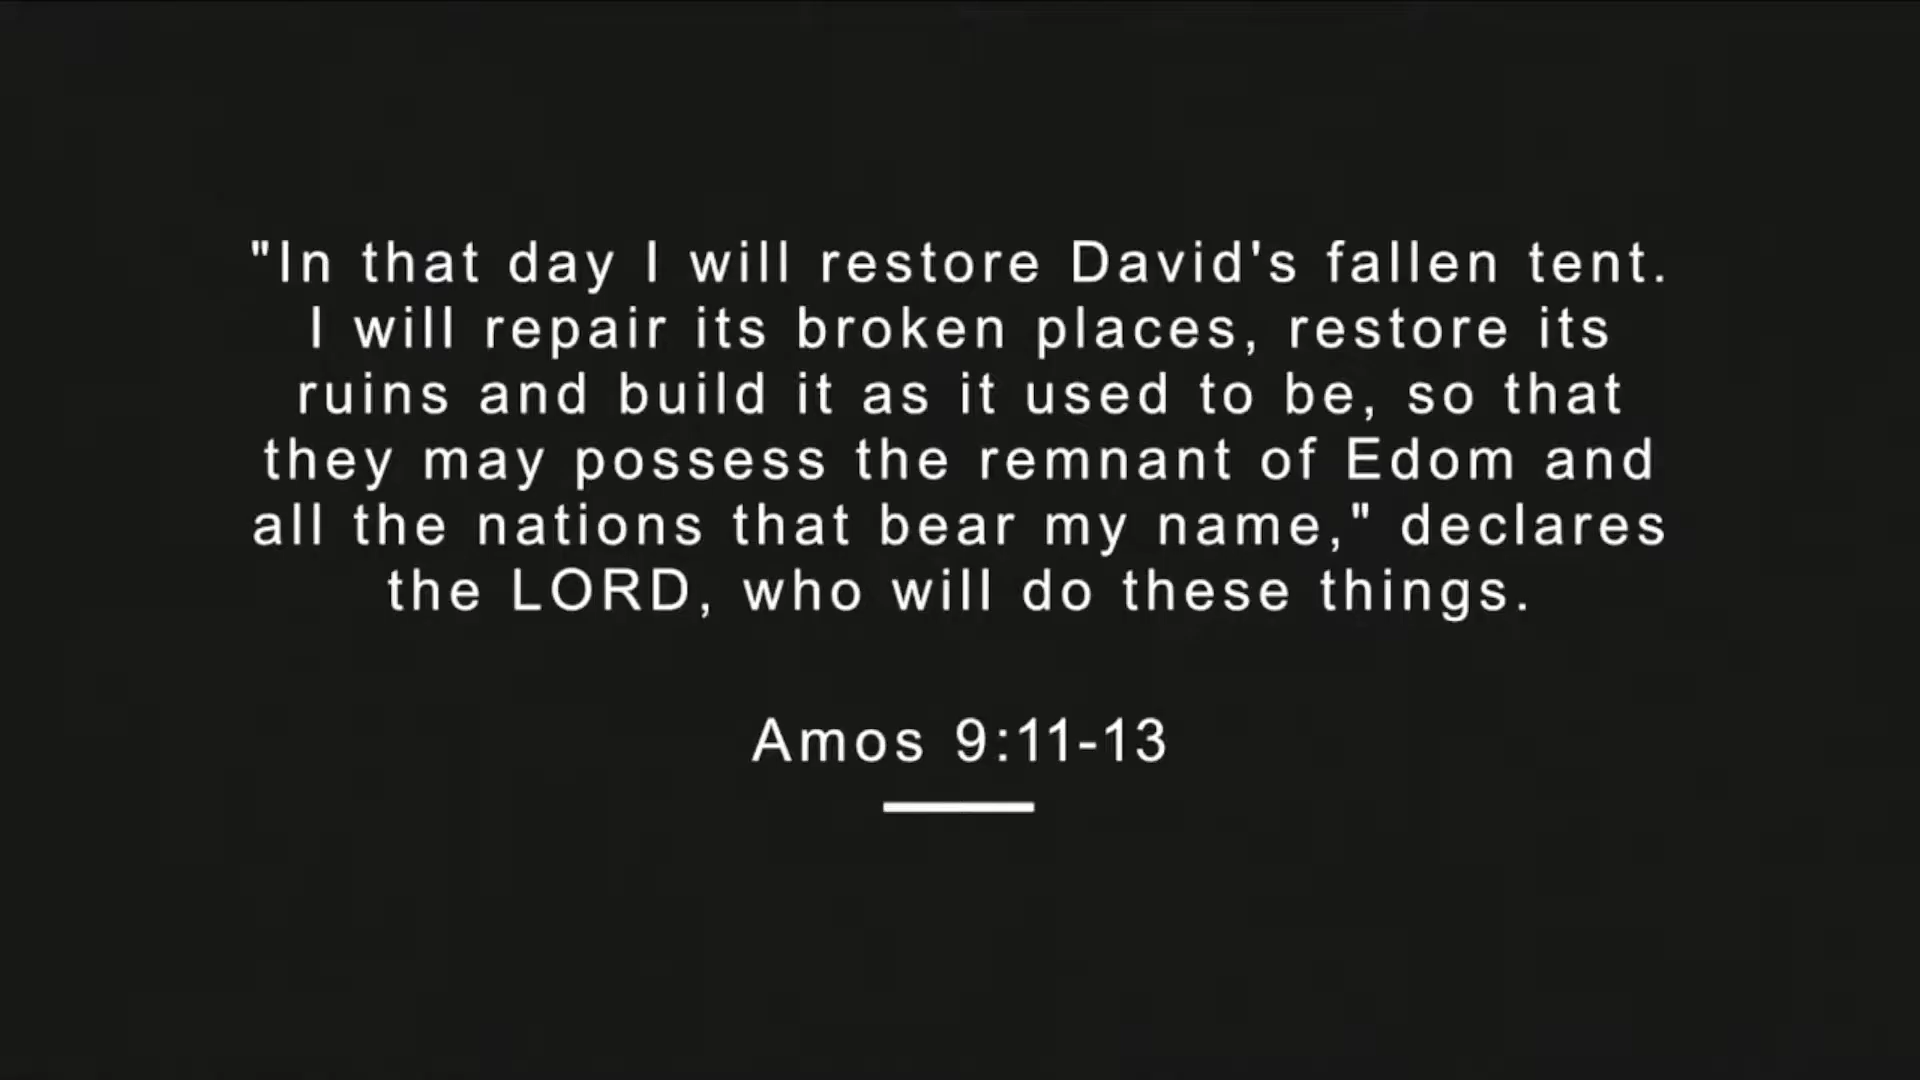 "In that day I will restore David's fallen tent.
I will repair its broken places, restore its
ruins and build it as it used to be, so that
they may possess the remnant of Edom and
all the nations that bear my name," declares
the LORD, who will do these things.
Amos 9:11-13